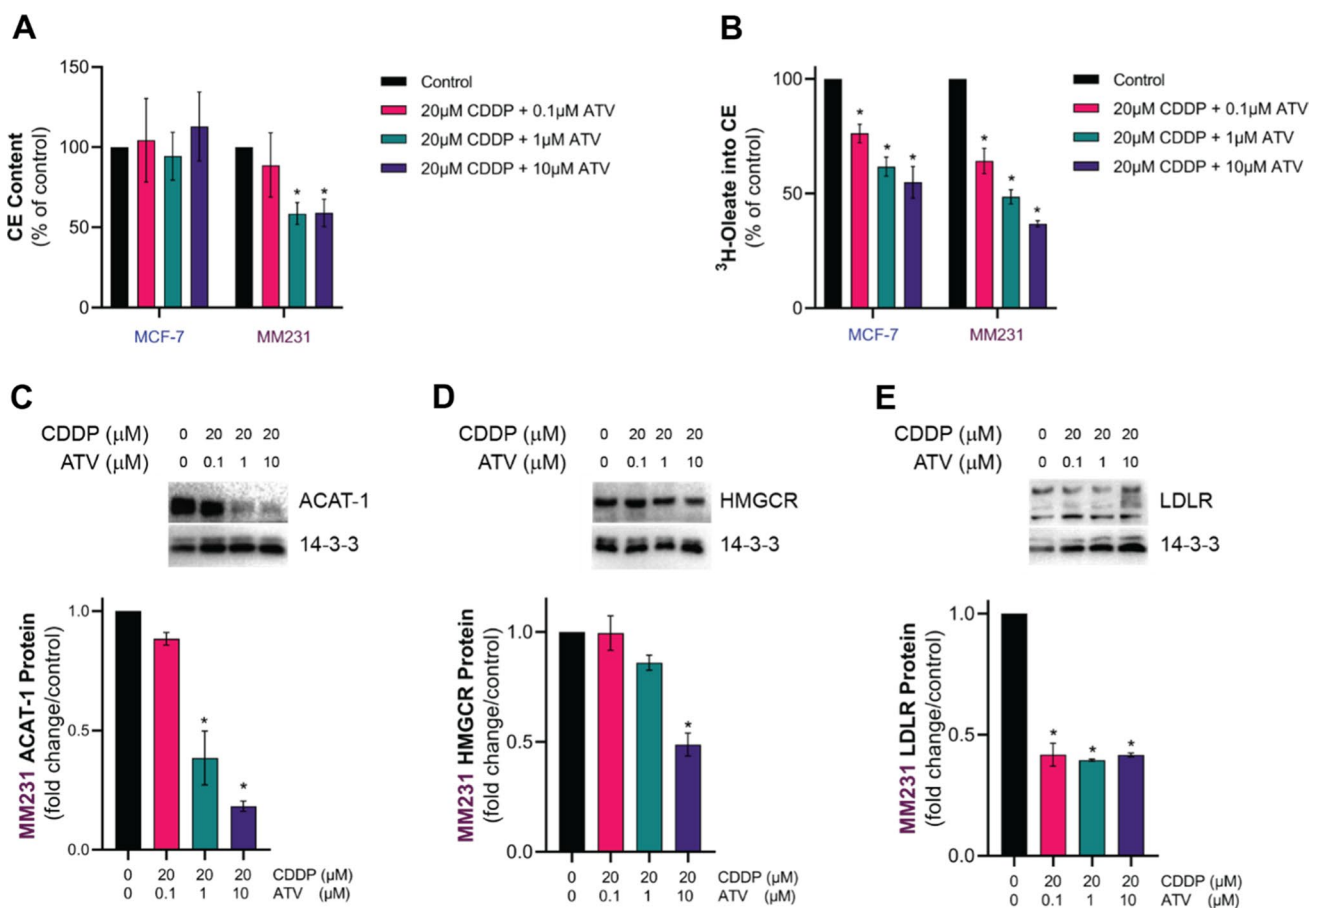 A
150
100
50
0
CE Content
(% of control)
Control
20µM CDDP + 0.1µM ATV
20µM CDDP + 1µM ATV
20µM CDDP + 10µM ATV
* *
MCF-7 MM231
B
100
50
0
³H-Oleate into CE
(% of control)
Control
20µM CDDP + 0.1µM ATV
20µM CDDP + 1µM ATV
20µM CDDP + 10µM ATV
* * * * * *
MCF-7 MM231
C
CDDP (µM) 0 20 20 20
ATV (µM) 0 0.1 1 10
ACAT-1
14-3-3
MM231 ACAT-1 Protein
(fold change/control)
1.0
0.5
0.0
* *
0 20 20 20 CDDP (µM)
0 0.1 1 10 ATV (µM)
D
CDDP (µM) 0 20 20 20
ATV (µM) 0 0.1 1 10
HMGCR
14-3-3
MM231 HMGCR Protein
(fold change/control)
1.0
0.5
0.0
*
0 20 20 20 CDDP (µM)
0 0.1 1 10 ATV (µM)
E
CDDP (µM) 0 20 20 20
ATV (µM) 0 0.1 1 10
LDLR
14-3-3
MM231 LDLR Protein
(fold change/control)
1.0
0.5
0.0
* * *
0 20 20 20 CDDP (µM)
0 0.1 1 10 ATV (µM)